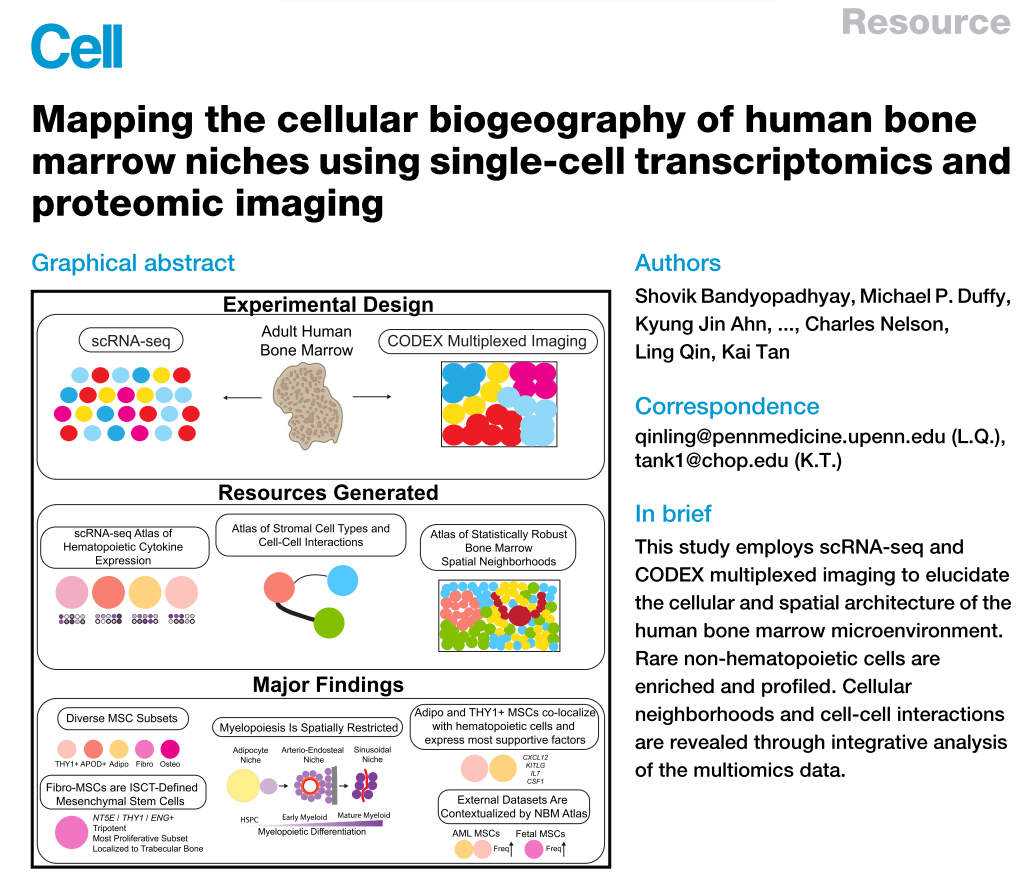 Resource
Cell
Mapping the cellular biogeography of human bone
marrow niches using single-cell transcriptomics and
proteomic imaging
Graphical abstract
Experimental Design
scRNA-seq
Adult Human
Bone Marrow
CODEX Multiplexed Imaging
Resources Generated
scRNA-seq Atlas of
Hematopoietic Cytokine
Expression
Atlas of Stromal Cell Types and
Cell-Cell Interactions
Atlas of Statistically Robust
Bone Marrow
Spatial Neighborhoods
Major Findings
Diverse MSC Subsets
THY1+ APOD+ Adipo Fibro Osteo
Fibro-MSCs are ISCT-Defined
Mesenchymal Stem Cells
NT5E / THY1 / ENG+
Tripotent
Most Proliferative Subset
Localized to Trabecular Bone
Myelopoiesis Is Spatially Restricted
Adipocyte
Niche
Arterio-Endosteal
Niche
Sinusoidal
Niche
HSPC
Early Myeloid
Mature Myeloid
Myelopoietic Differentiation
Adipo and THY1+ MSCs co-localize
with hematopoietic cells and
express most supportive factors
CXCL12
KITLG
IL7
CSF1
External Datasets Are
Contextualized by NBM Atlas
AML MSCs
Freq
Fetal MSCs
Freq
Authors
Shovik Bandyopadhyay, Michael P. Duffy,
Kyung Jin Ahn, ..., Charles Nelson,
Ling Qin, Kai Tan
Correspondence
qinling@pennmedicine.upenn.edu (L.Q.),
tank1@chop.edu (K.T.)
In brief
This study employs scRNA-seq and
CODEX multiplexed imaging to elucidate
the cellular and spatial architecture of the
human bone marrow microenvironment.
Rare non-hematopoietic cells are
enriched and profiled. Cellular
neighborhoods and cell-cell interactions
are revealed through integrative analysis
of the multiomics data.